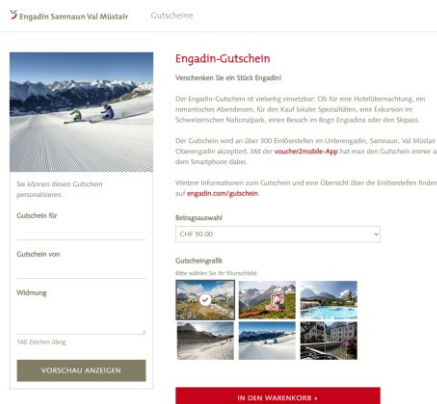 Engadin Samnaun Val Müstair
Gutscheine
Sie können diesen Gutschein
personalisieren.
Gutschein für
Gutschein von
Widmung
160 Zeichen übrig
VORSCHAU ANZEIGEN
Engadin-Gutschein
Verschenken Sie ein Stück Engadin!
Der Engadin-Gutschein ist vielseitig einsetzbar: Ob für eine Hotelübernachtung, ein
romantisches Abendessen, für den Kauf lokaler Spezialitäten, eine Exkursion im
Schweizerischen Nationalpark, einen Besuch im Bogn Engiadina oder den Skipass.
Der Gutschein wird an über 300 Einlösestellen im Unterengadin, Samnaun, Val Müstair
Oberengadin akzeptiert. Mit der voucher2mobile-App hat man den Gutschein immer a
dem Smartphone dabei.
Weitere Informationen zum Gutschein und eine Übersicht über die Einlösestellen finden
auf engadin.com/gutschein.
Betragsauswahl
CHF 50.00
Gutscheingrafik
Bitte wählen Sie Ihr Wunschbild:
IN DEN WARENKORB »